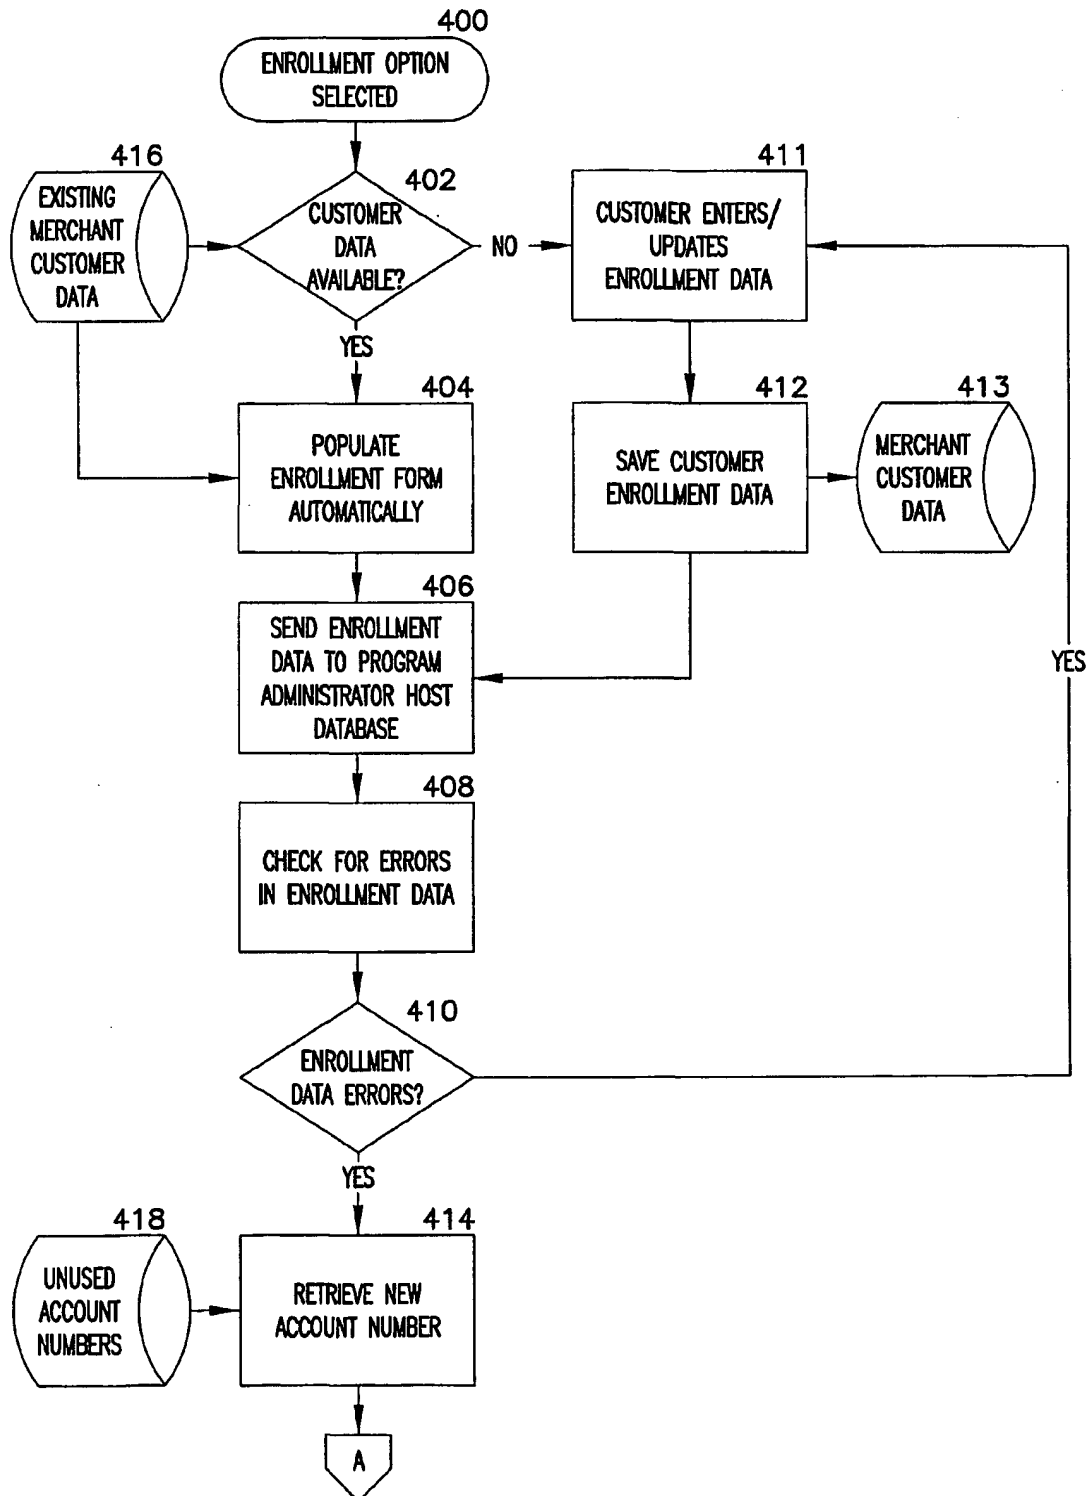 400
ENROLLMENT OPTION
SELECTED
416
EXISTING
MERCHANT
CUSTOMER
DATA
402
CUSTOMER
DATA
AVAILABLE?
NO
411
CUSTOMER ENTERS/
UPDATES
ENROLLMENT DATA
YES
404
POPULATE
ENROLLMENT FORM
AUTOMATICALLY
412
SAVE CUSTOMER
ENROLLMENT DATA
413
MERCHANT
CUSTOMER
DATA
406
SEND ENROLLMENT
DATA TO PROGRAM
ADMINISTRATOR HOST
DATABASE
YES
408
CHECK FOR ERRORS
IN ENROLLMENT DATA
410
ENROLLMENT
DATA ERRORS?
YES
418
UNUSED
ACCOUNT
NUMBERS
414
RETRIEVE NEW
ACCOUNT NUMBER
A